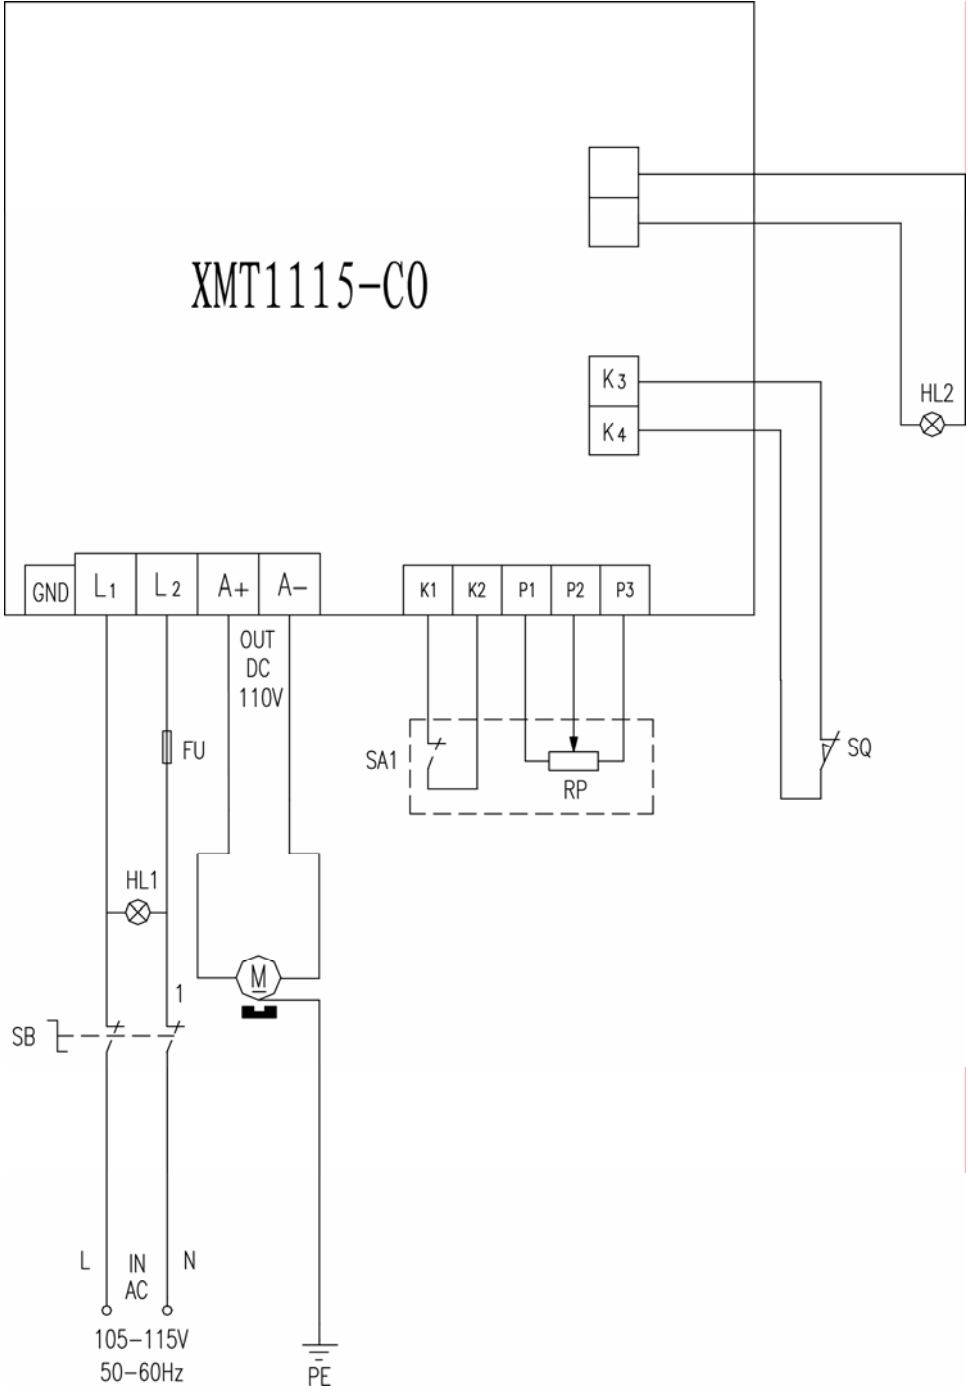 XMT1115-CO
K3
K4
HL2
GND L1 L2 A+ A-
K1 K2 P1 P2 P3
OUT
DC
110V
FU
SA1
RP
SQ
HL1
M
1
SB
L
IN
AC
N
105-115V
50-60Hz
PE